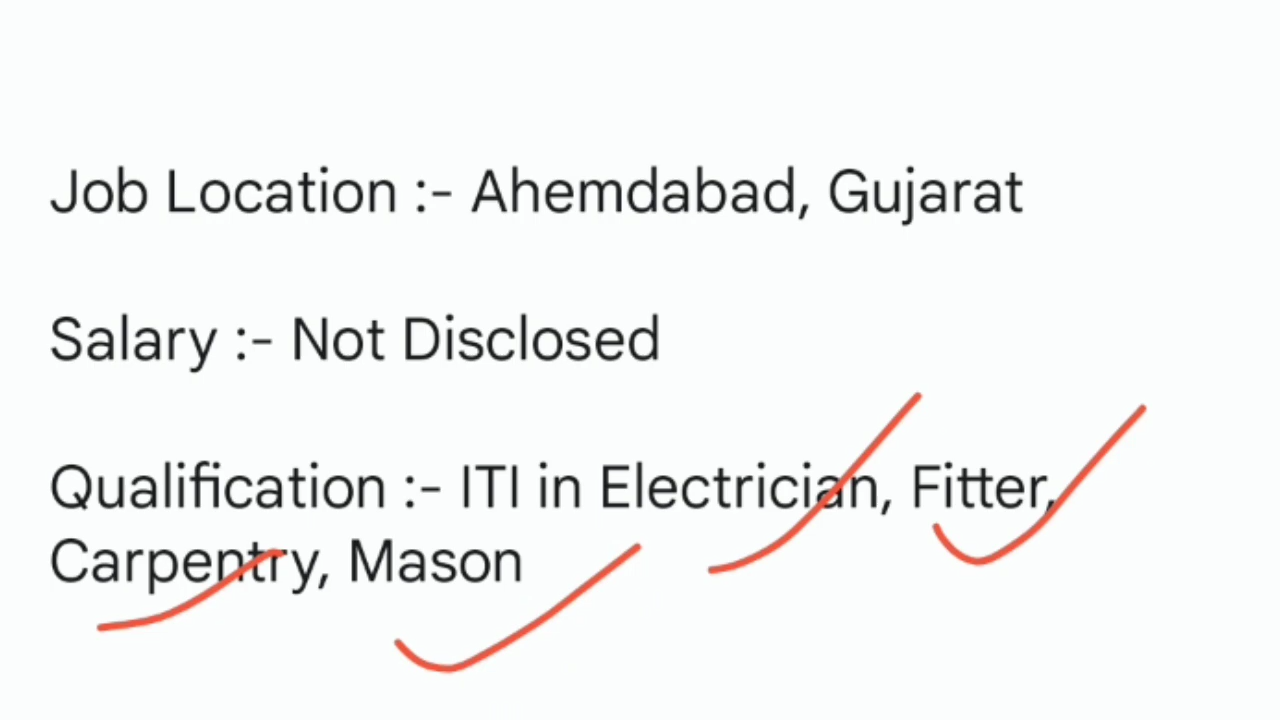 Job Location :- Ahemdabad, Gujarat
Salary :- Not Disclosed
Qualification :- ITI in Electrician, Fitter,
Carpentry, Mason